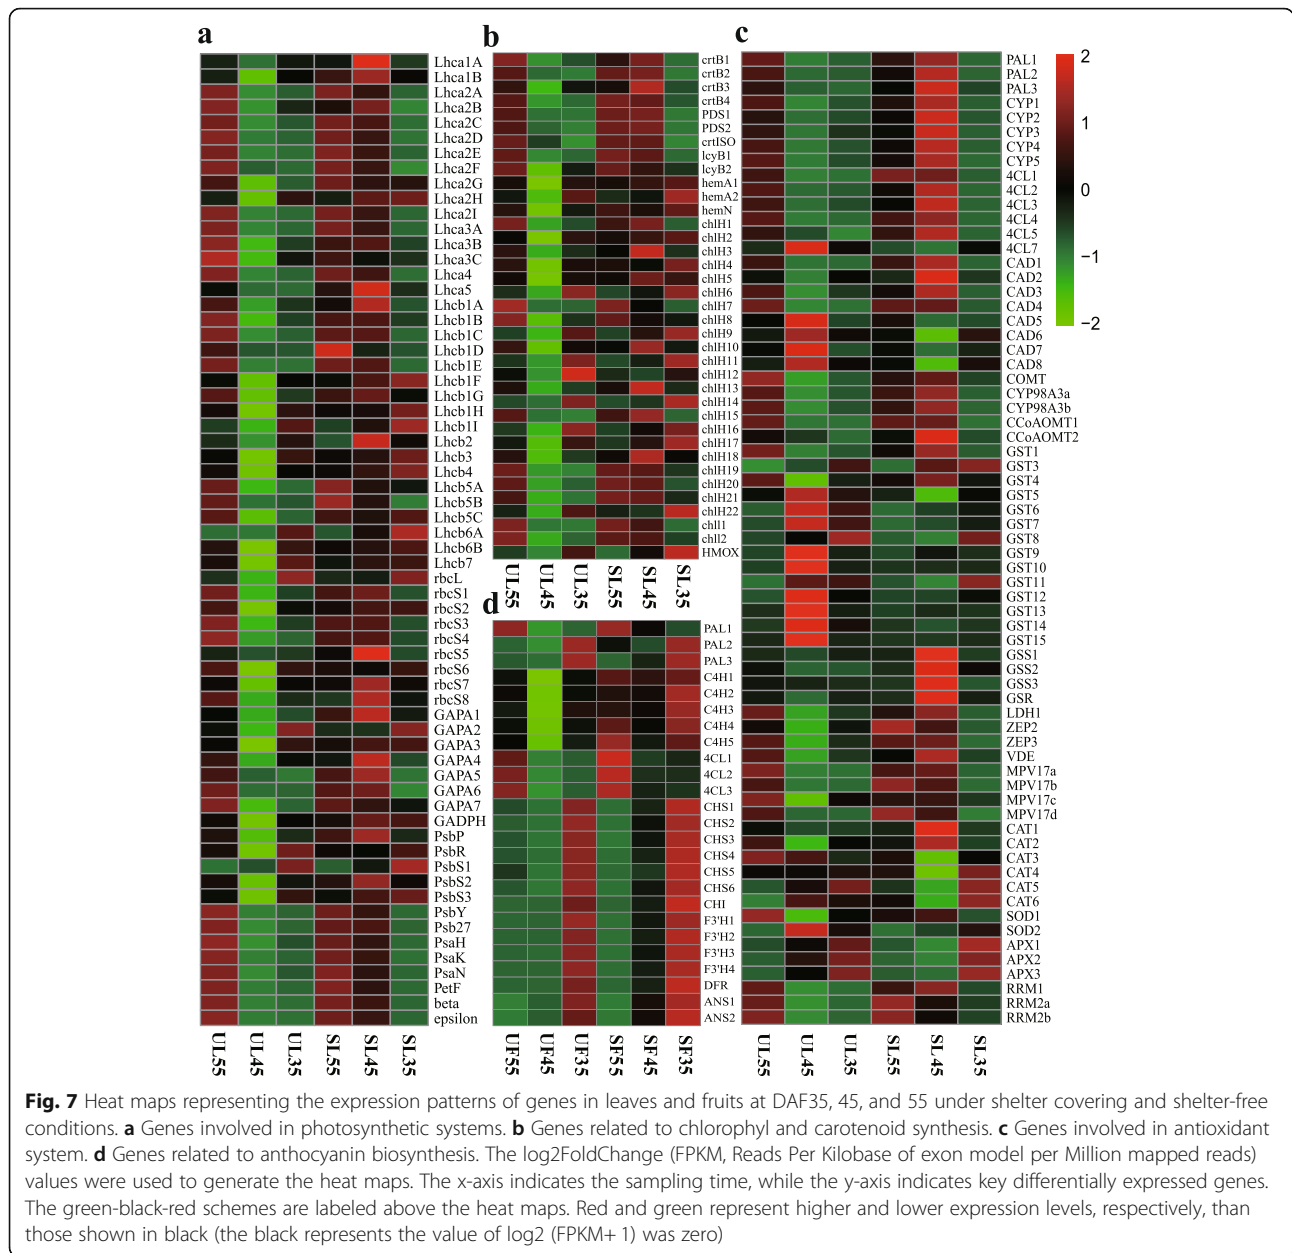 a
Lhca1A
Lhca1B
Lhca2A
Lhca2B
Lhca2C
Lhca2D
Lhca2E
Lhca2F
Lhca2G
Lhca2H
Lhca2I
Lhca3A
Lhca3B
Lhca3C
Lhca4
Lhca5
Lhcb1A
Lhcb1B
Lhcb1C
Lhcb1D
Lhcb1E
Lhcb1F
Lhcb1G
Lhcb1H
Lhcb1I
Lhcb2
Lhcb3
Lhcb4
Lhcb5A
Lhcb5B
Lhcb5C
Lhcb6A
Lhcb6B
Lhcb7
rbcL
rbcS1
rbcS2
rbcS3
rbcS4
rbcS5
rbcS6
rbcS7
rbcS8
GAPA1
GAPA2
GAPA3
GAPA4
GAPA5
GAPA6
GAPA7
GADPH
PsbP
PsbR
PsbS1
PsbS2
PsbS3
PsbY
Psb27
PsaH
PsaK
PsaN
PetF
beta
epsilon
UL55 UL45 UL35 SL55 SL45 SL35
b
crtB1
crtB2
crtB3
crtB4
PDS1
PDS2
crtISO
lcyB1
lcyB2
hemA1
hemA2
hemN
chlH1
chlH2
chlH3
chlH4
chlH5
chlH6
chlH7
chlH8
chlH9
chlH10
chlH11
chlH12
chlH13
chlH14
chlH15
chlH16
chlH17
chlH18
chlH19
chlH20
chlH21
chlH22
chll1
chll2
HMOX
UL55 UL45 UL35 SL55 SL45 SL35
d
PAL1
PAL2
PAL3
C4H1
C4H2
C4H3
C4H4
C4H5
4CL1
4CL2
4CL3
CHS1
CHS2
CHS3
CHS4
CHS5
CHS6
CHI
F3'H1
F3'H2
F3'H3
F3'H4
DFR
ANS1
ANS2
UF55 UF45 UF35 SF55 SF45 SF35
c
PAL1
PAL2
PAL3
CYP1
CYP2
CYP3
CYP4
CYP5
4CL1
4CL2
4CL3
4CL4
4CL5
4CL7
CAD1
CAD2
CAD3
CAD4
CAD5
CAD6
CAD7
CAD8
COMT
CYP98A3a
CYP98A3b
CCoAOMT1
CCoAOMT2
GST1
GST3
GST4
GST5
GST6
GST7
GST8
GST9
GST10
GST11
GST12
GST13
GST14
GST15
GSS1
GSS2
GSS3
GSR
LDH1
ZEP2
ZEP3
VDE
MPV17a
MPV17b
MPV17c
MPV17d
CAT1
CAT2
CAT3
CAT4
CAT5
CAT6
SOD1
SOD2
APX1
APX2
APX3
RRM1
RRM2a
RRM2b
UL55 UL45 UL35 SL55 SL45 SL35
2
1
0
−1
−2
Fig. 7 Heat maps representing the expression patterns of genes in leaves and fruits at DAF35, 45, and 55 under shelter covering and shelter-free
conditions. a Genes involved in photosynthetic systems. b Genes related to chlorophyl and carotenoid synthesis. c Genes involved in antioxidant
system. d Genes related to anthocyanin biosynthesis. The log2FoldChange (FPKM, Reads Per Kilobase of exon model per Million mapped reads)
values were used to generate the heat maps. The x-axis indicates the sampling time, while the y-axis indicates key differentially expressed genes.
The green-black-red schemes are labeled above the heat maps. Red and green represent higher and lower expression levels, respectively, than
those shown in black (the black represents the value of log2 (FPKM+ 1) was zero)